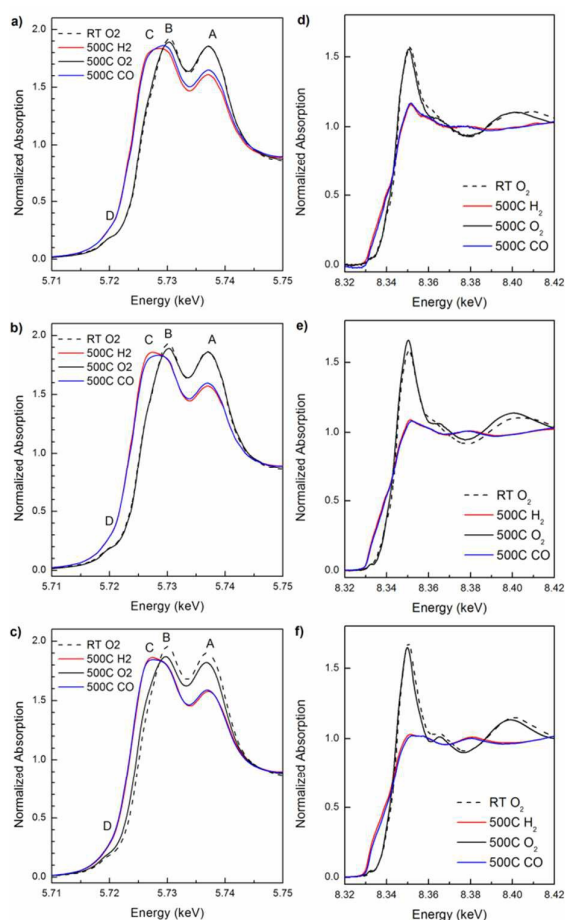 a)
2.0
1.5
1.0
0.5
0.0
Normalized Absorption
RT O2
500C H2
500C O2
500C CO
C
B
A
D
5.71
5.72
5.73
5.74
5.75
Energy (keV)
d)
1.5
1.0
0.5
0.0
Normalized Absorption
RT O₂
500C H₂
500C O₂
500C CO
8.32
8.34
8.36
8.38
8.40
8.42
Energy (keV)
b)
2.0
1.5
1.0
0.5
0.0
Normalized Absorption
RT O2
500C H2
500C O2
500C CO
C
B
A
D
5.71
5.72
5.73
5.74
5.75
Energy (keV)
e)
1.5
1.0
0.5
0.0
Normalized Absorption
RT O₂
500C H₂
500C O₂
500C CO
8.32
8.34
8.36
8.38
8.40
8.42
Energy (keV)
c)
2.0
1.5
1.0
0.5
0.0
Normalized Absorption
RT O2
500C H2
500C O2
500C CO
C
B
A
D
5.71
5.72
5.73
5.74
5.75
Energy (keV)
f)
1.5
1.0
0.5
0.0
Normalized Absorption
RT O₂
500C H₂
500C O₂
500C CO
8.32
8.34
8.36
8.38
8.40
8.42
Energy (keV)